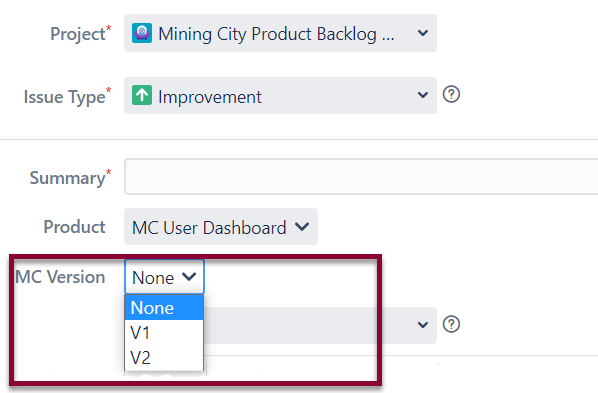 Project* Mining City Product Backlog ...
Issue Type* Improvement
Summary*
Product MC User Dashboard
MC Version None
None
V1
V2